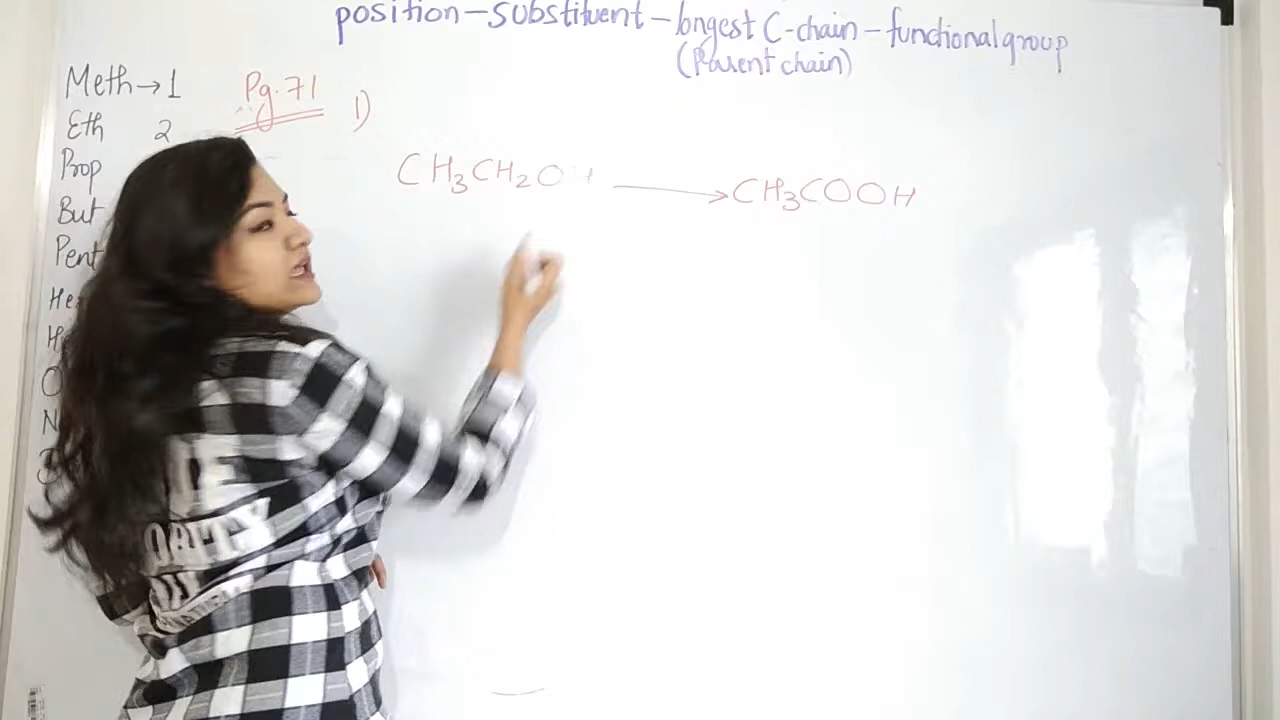 position-substituent-longest C-chain-functional group
(Parent chain)
Meth→1
Pg.71
1)
Eth 2
Prop
But
Pent
CH₃CH₂OH → CH₃COOH
ORITY